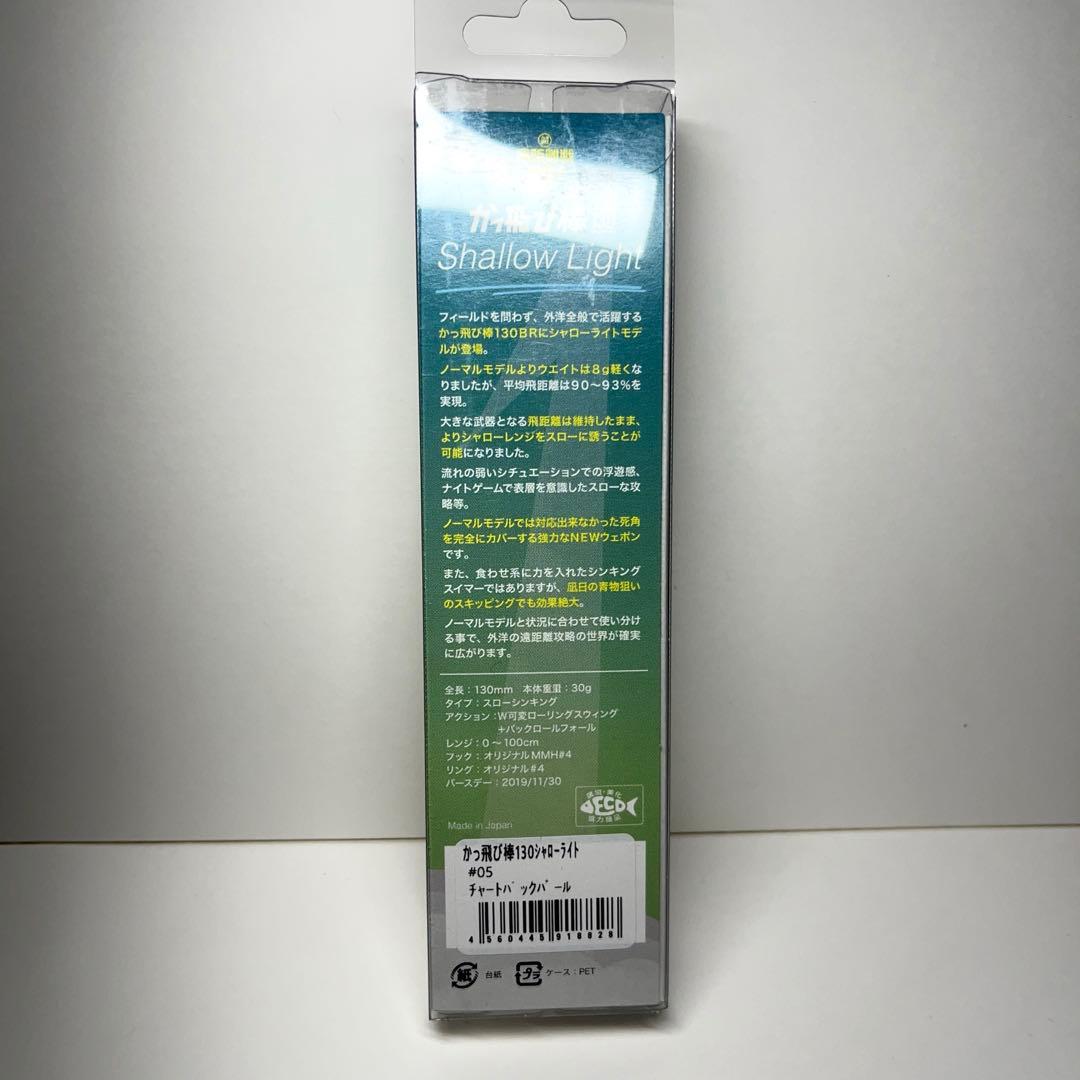 かっ飛び棒
Shallow Light
フィールドを問わず、外洋全般で活躍する
かっ飛び棒130BRにシャローライトモデ
ルが登場。
ノーマルモデルよりウエイトは8g軽くな
りましたが、平均飛距離は90〜93%を
実現。
大きな武器となる飛距離は維持したまま、
よりシャローレンジをスローに誘うことが
可能になりました。
流れの弱いシチュエーションでの浮遊感、
ナイトゲームで表層を意識したスローな攻
略等。
ノーマルモデルでは対応出来なかった死角
を完全にカバーする強力なNEWウェポン
です。
また、食わせ系に力を入れたシンキング
スイマーではありますが、凪日の青物狙い
のスキッピングでも効果絶大。
ノーマルモデルと状況に合わせて使い分け
る事で、外洋の遠距離攻略の世界が確実
に広がります。
全長：130mm 本体重量：30g
タイプ：スローシンキング
アクション：W可変ローリングスウィング
+バックロールフォール
レンジ：0〜100cm
フック：オリジナルMMH#4
リング：オリジナル#4
バースデー：2019/11/30
環境・美化
ECO
協力商品
Made in Japan
かっ飛び棒130ｼｬﾛｰﾗｲﾄ
#05
ﾁｬｰﾄﾊﾞｯｸﾊﾟｰﾙ
4 560445 918828
紙 台紙 プラ ケース：PET